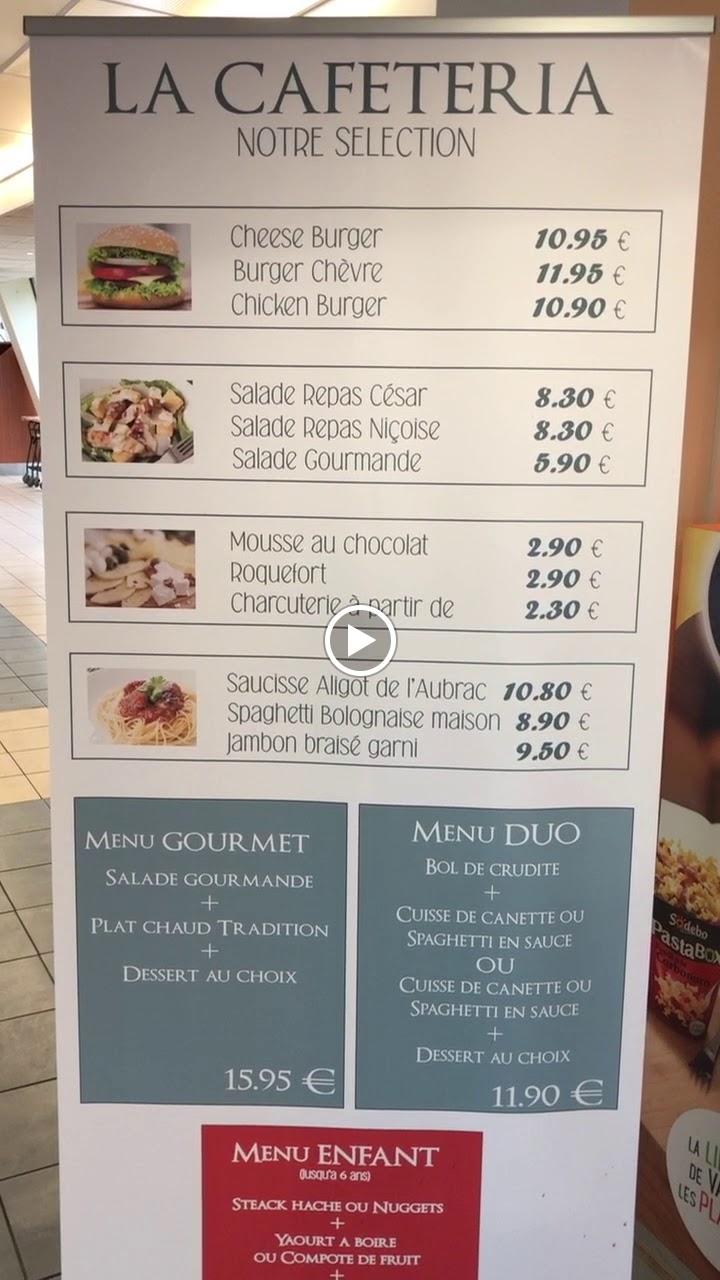 LA CAFETERIA
NOTRE SELECTION
Cheese Burger 10.95 €
Burger Chèvre 11.95 €
Chicken Burger 10.90 €
Salade Repas César 8.30 €
Salade Repas Niçoise 8.30 €
Salade Gourmande 5.90 €
Mousse au chocolat 2.90 €
Roquefort 2.90 €
Charcuterie à partir de 2.30 €
Saucisse Aligot de l'Aubrac 10.80 €
Spaghetti Bolognaise maison 8.90 €
Jambon braisé garni 9.50 €
MENU GOURMET
SALADE GOURMANDE
+
PLAT CHAUD TRADITION
+
DESSERT AU CHOIX
15.95 €
MENU DUO
BOL DE CRUDITE
+
CUISSE DE CANETTE OU
SPAGHETTI EN SAUCE
OU
CUISSE DE CANETTE OU
SPAGHETTI EN SAUCE
+
DESSERT AU CHOIX
11.90 €
MENU ENFANT
(jusqu'a 6 ans)
STEACK HACHE OU NUGGETS
+
YAOURT A BOIRE
OU COMPOTE DE FRUIT
+
Sodebo
PastaBox
Carbonara
LA
DE
LES